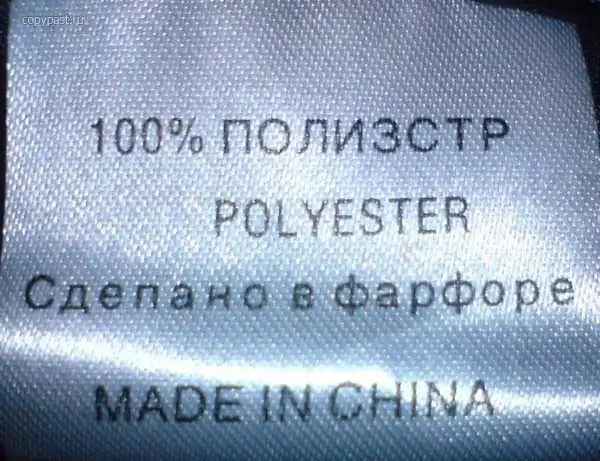 copypast.ru
100% ПОЛИЗСТР
POLYESTER
Сдепано в фарфоре
MADE IN CHINA